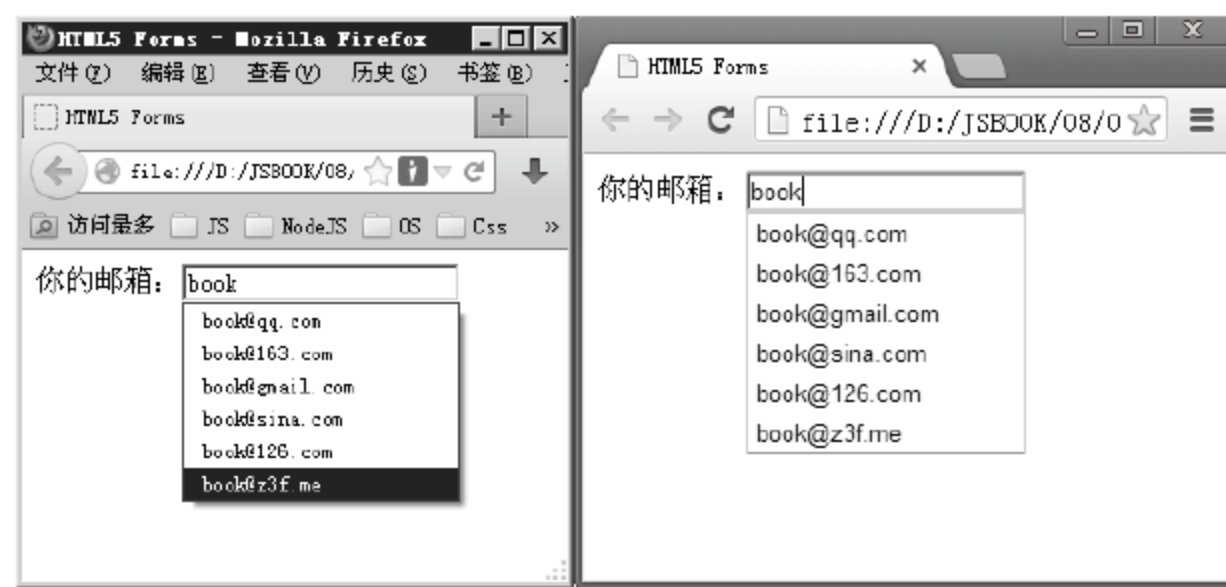 HTML5 Forms - Mozilla Firefox
文件(F) 编辑(E) 查看(V) 历史(S) 书签(B)
HTML5 Forms
file:///D:/JSBOOK/08/
访问最多 JS NodeJS OS Css »
你的邮箱: book
book@qq.com
book@163.com
book@gmail.com
book@sina.com
book@126.com
book@z3f.me
HTML5 Forms
file:///D:/JSBOOK/08/0
你的邮箱: book
book@qq.com
book@163.com
book@gmail.com
book@sina.com
book@126.com
book@z3f.me